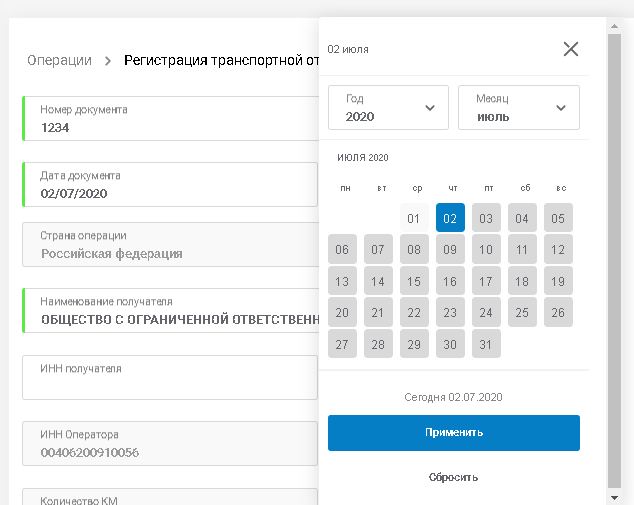 Операции > Регистрация транспортной от
Номер документа
1234
Дата документа
02/07/2020
Страна операции
Российская федерация
Наименование получателя
ОБЩЕСТВО С ОГРАНИЧЕННОЙ ОТВЕТСТВЕНН
ИНН получателя
ИНН Оператора
00406200910056
Количество КМ
02 июля
Год
2020
Месяц
июль
ИЮЛЯ 2020
пн вт ср чт пт сб вс
01 02 03 04 05
06 07 08 09 10 11 12
13 14 15 16 17 18 19
20 21 22 23 24 25 26
27 28 29 30 31
Сегодня 02.07.2020
Применить
Сбросить